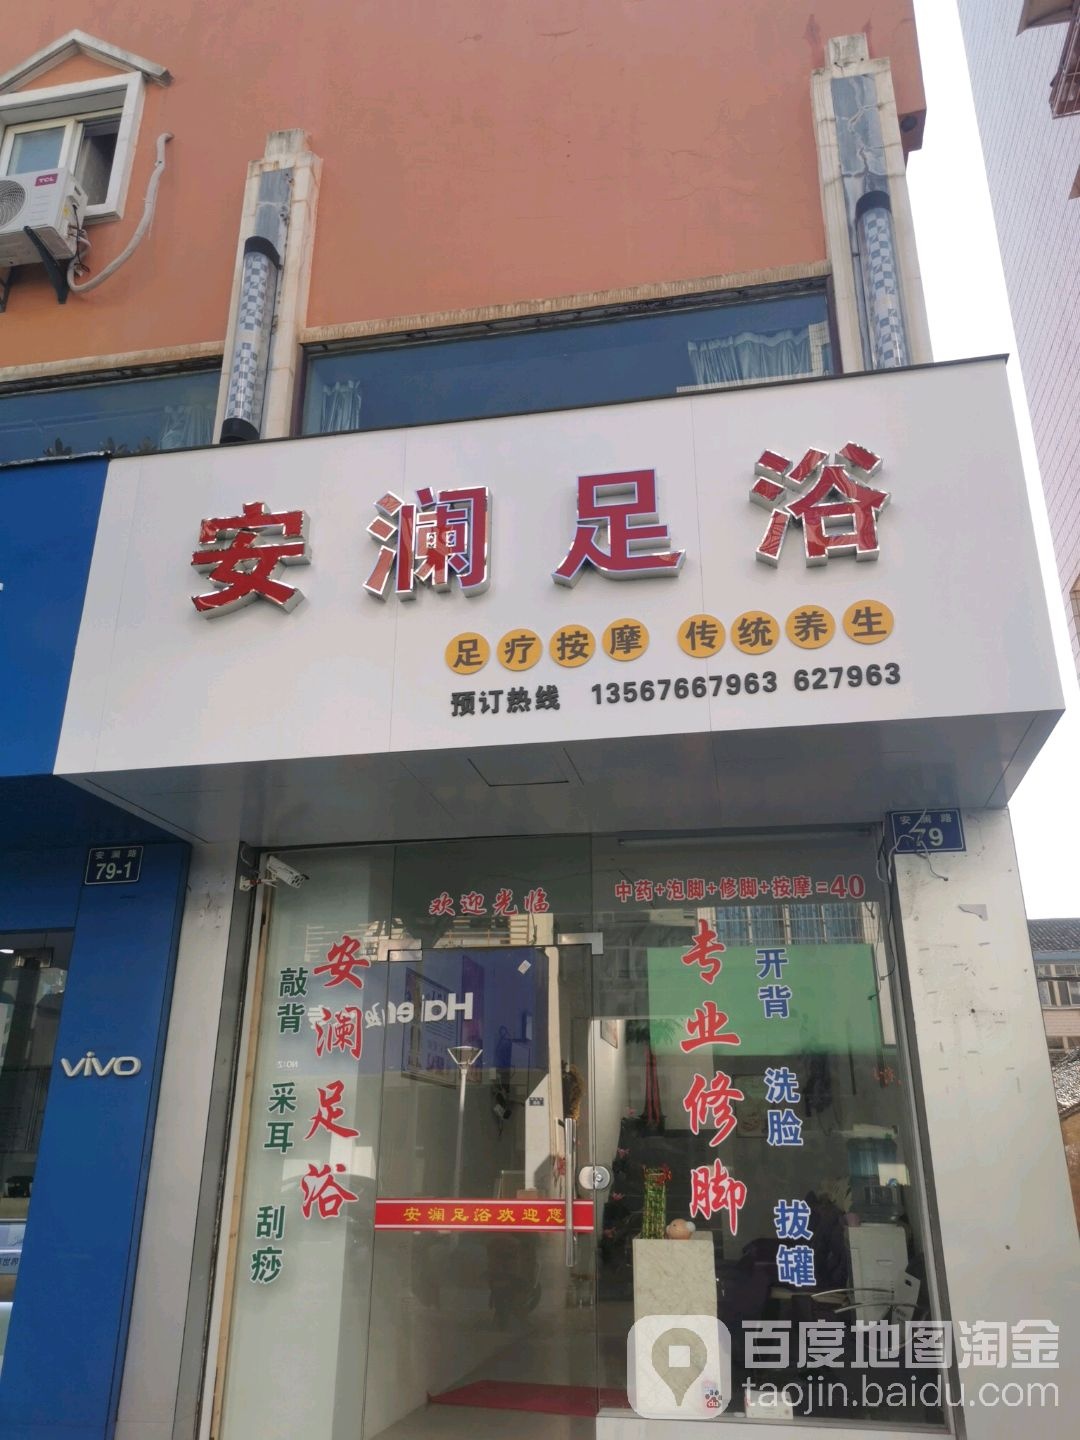 TCL
安澜足浴
足疗按摩 传统养生
预订热线 13567667963 627963
安澜路
79-1
安澜路
79
欢迎光临
中药+泡脚+修脚+按摩=40
敲背 采耳 刮痧
安澜足浴
专业修脚
开背 洗脸 拔罐
vivo
Haier
安澜足浴欢迎您
百度地图淘金
taojin.baidu.com
du